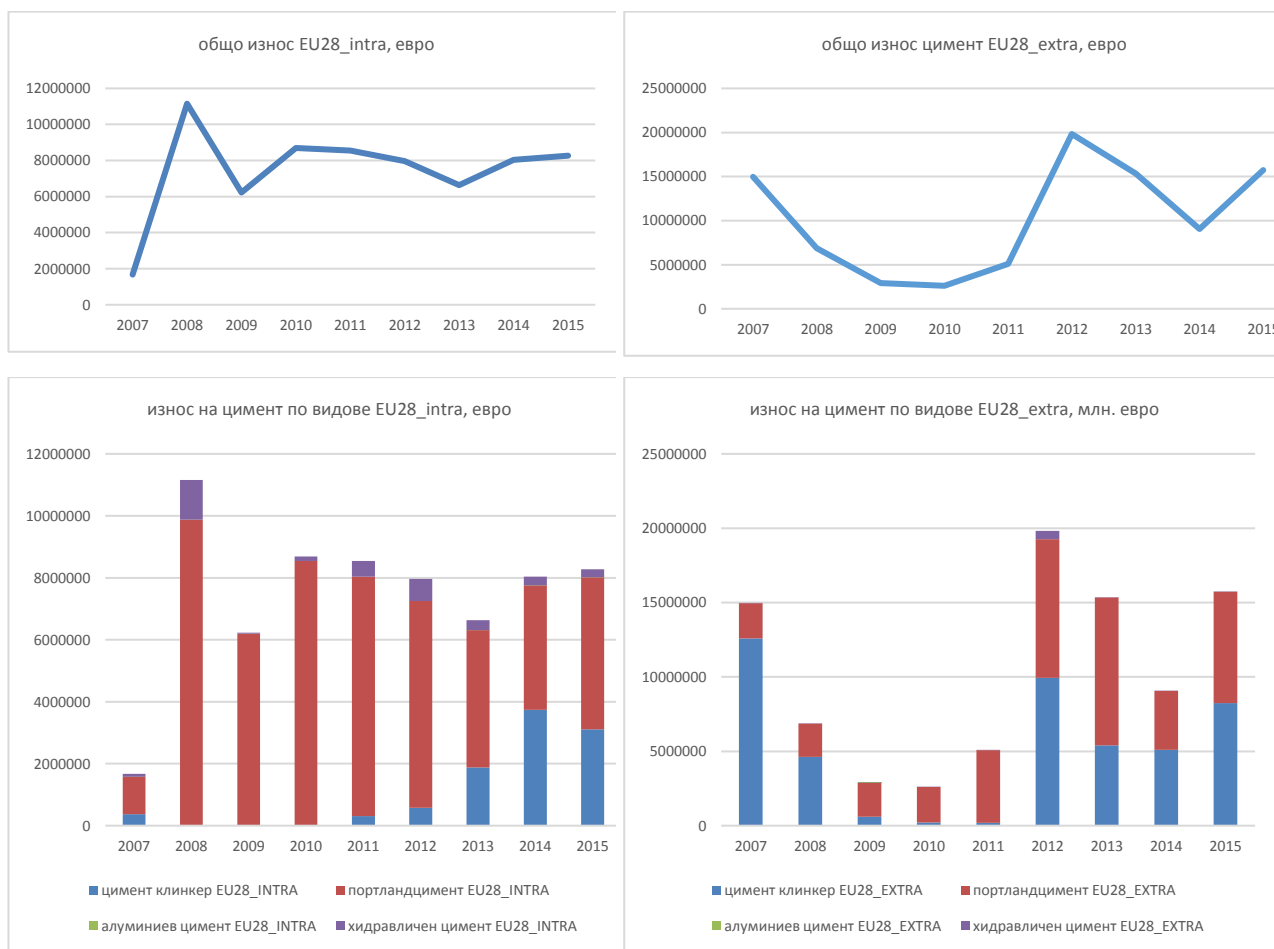 общо износ EU28_intra, евро
12000000
10000000
8000000
6000000
4000000
2000000
0
2007 2008 2009 2010 2011 2012 2013 2014 2015
общо износ цимент EU28_extra, евро
25000000
20000000
15000000
10000000
5000000
0
2007 2008 2009 2010 2011 2012 2013 2014 2015
износ на цимент по видове EU28_intra, евро
12000000
10000000
8000000
6000000
4000000
2000000
0
2007 2008 2009 2010 2011 2012 2013 2014 2015
цимент клинкер EU28_INTRA портландцимент EU28_INTRA
алуминиев цимент EU28_INTRA хидравличен цимент EU28_INTRA
износ на цимент по видове EU28_extra, млн. евро
25000000
20000000
15000000
10000000
5000000
0
2007 2008 2009 2010 2011 2012 2013 2014 2015
цимент клинкер EU28_EXTRA портландцимент EU28_EXTRA
алуминиев цимент EU28_EXTRA хидравличен цимент EU28_EXTRA